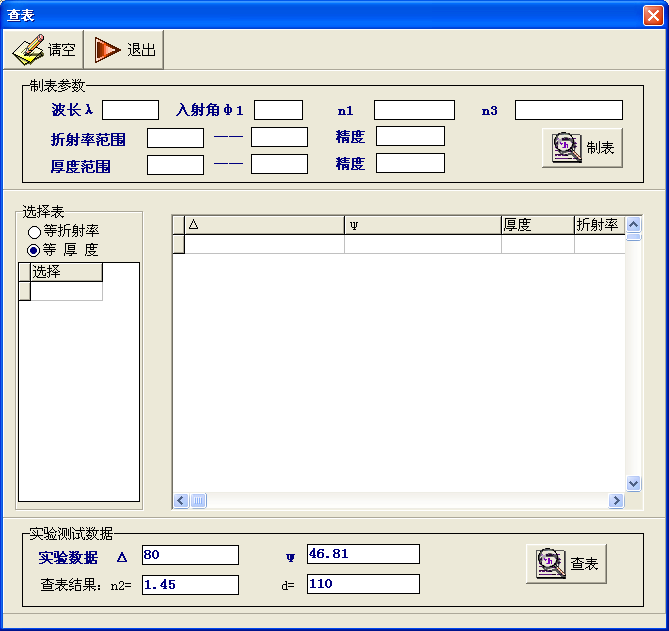 查表
请空 退出
制表参数
波长λ 入射角φ1 n1 n3
折射率范围 —— 精度
厚度范围 —— 精度
制表
选择表
等折射率
等 厚 度
选择
Δ ψ 厚度 折射率
实验测试数据
实验数据 Δ 80 ψ 46.81
查表结果: n2= 1.45 d= 110
查表